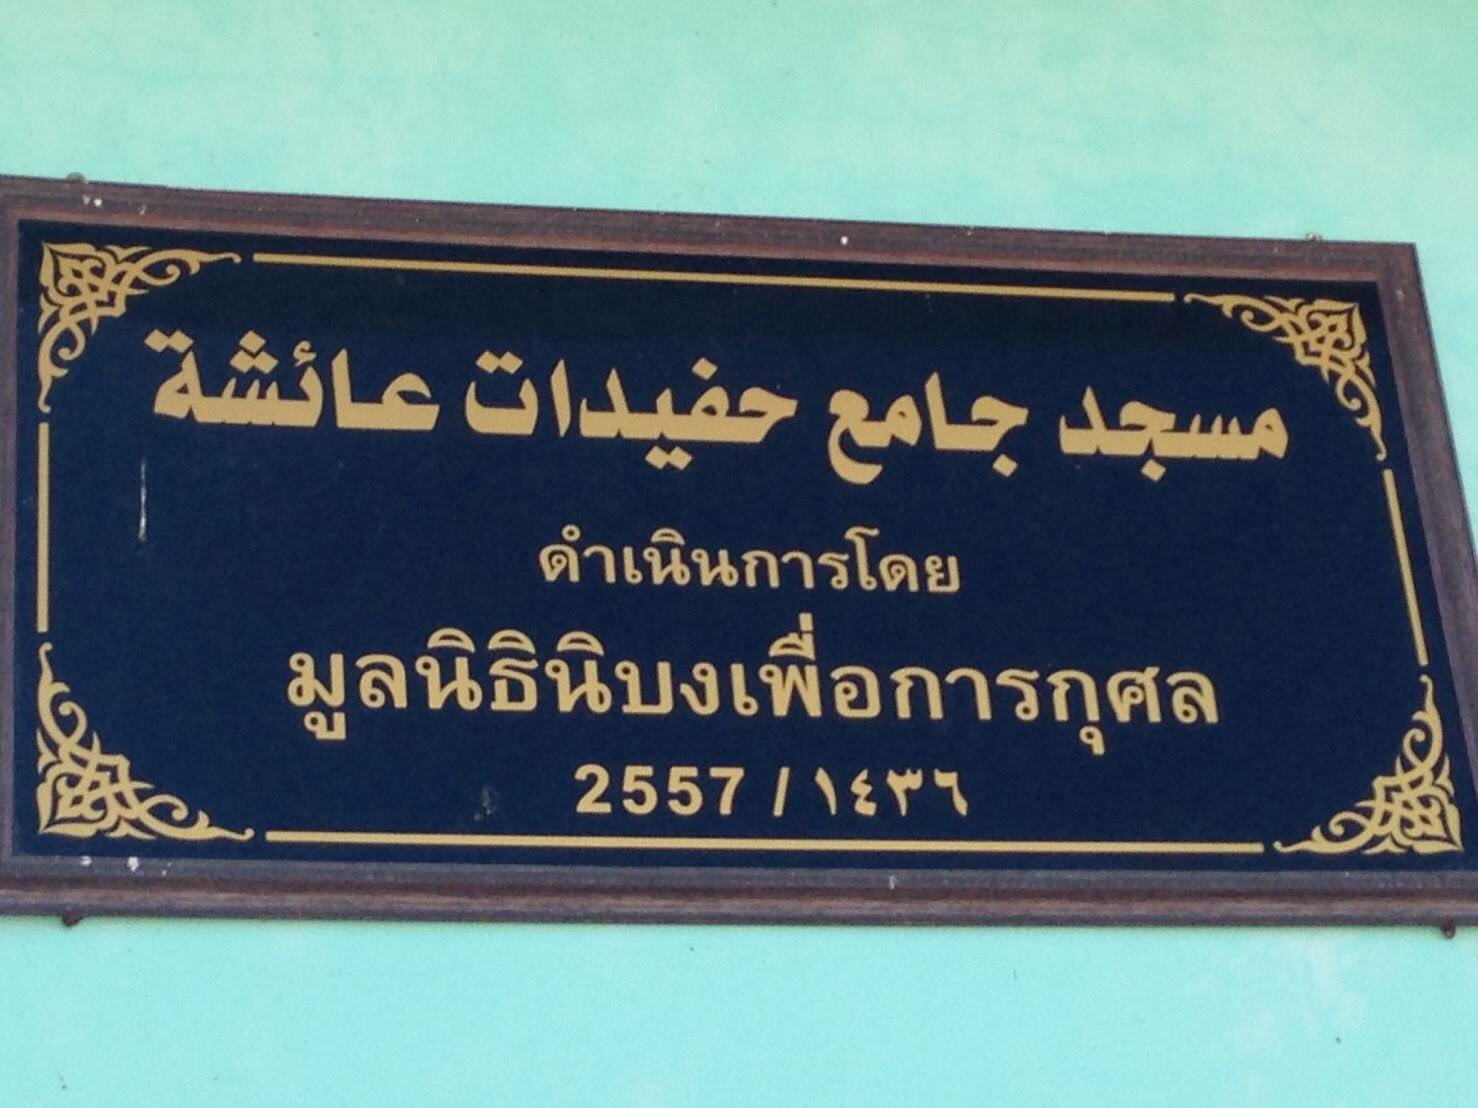 مسجد جامع حفيدات عائشة
ดำเนินการโดย
มูลนิธินิบงเพื่อการกุศล
2557 / ١٤٣٦